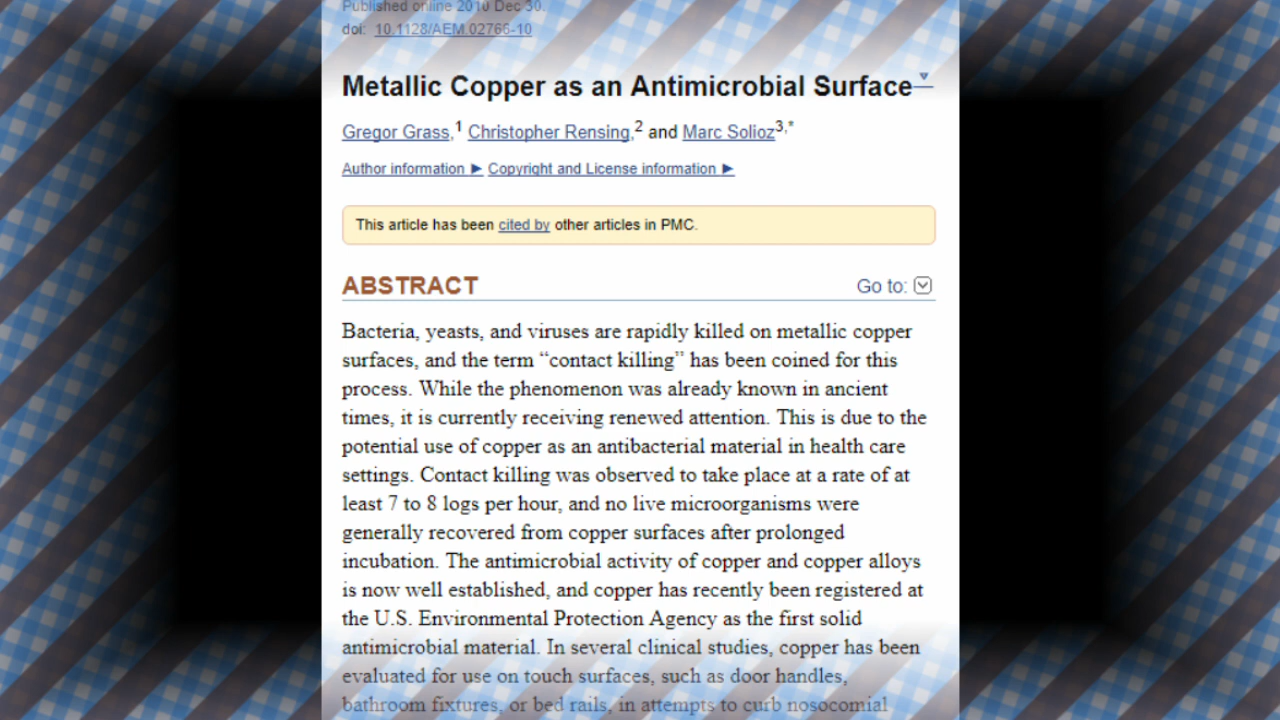 Published online 2010 Dec 30.
doi: 10.1128/AEM.02766-10
Metallic Copper as an Antimicrobial Surface
Gregor Grass,1 Christopher Rensing,2 and Marc Solioz3,*
Author information ► Copyright and License information ►
This article has been cited by other articles in PMC.
ABSTRACT
Go to:
Bacteria, yeasts, and viruses are rapidly killed on metallic copper
surfaces, and the term “contact killing” has been coined for this
process. While the phenomenon was already known in ancient
times, it is currently receiving renewed attention. This is due to the
potential use of copper as an antibacterial material in health care
settings. Contact killing was observed to take place at a rate of at
least 7 to 8 logs per hour, and no live microorganisms were
generally recovered from copper surfaces after prolonged
incubation. The antimicrobial activity of copper and copper alloys
is now well established, and copper has recently been registered at
the U.S. Environmental Protection Agency as the first solid
antimicrobial material. In several clinical studies, copper has been
evaluated for use on touch surfaces, such as door handles,
bathroom fixtures, or bed rails, in attempts to curb nosocomial